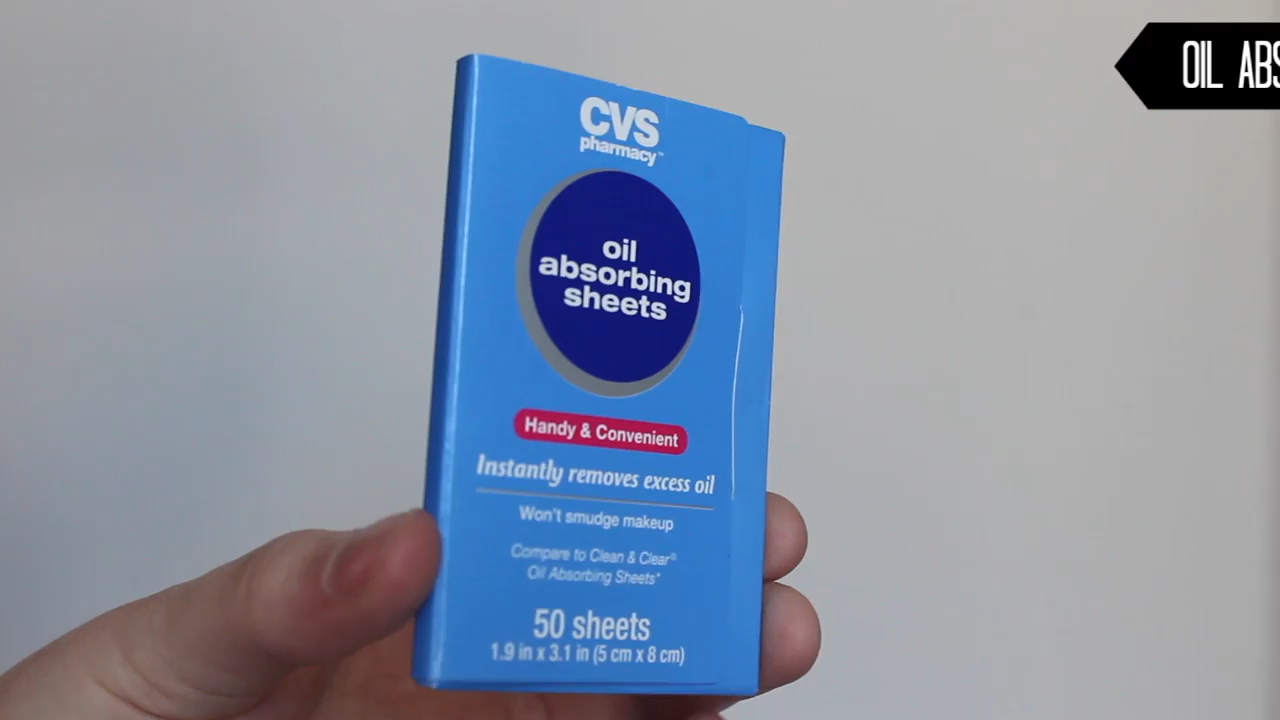 OIL ABS
CVS
pharmacy™
oil
absorbing
sheets
Handy & Convenient
Instantly removes excess oil
Won't smudge makeup
Compare to Clean & Clear®
Oil Absorbing Sheets*
50 sheets
1.9 in x 3.1 in (5 cm x 8 cm)